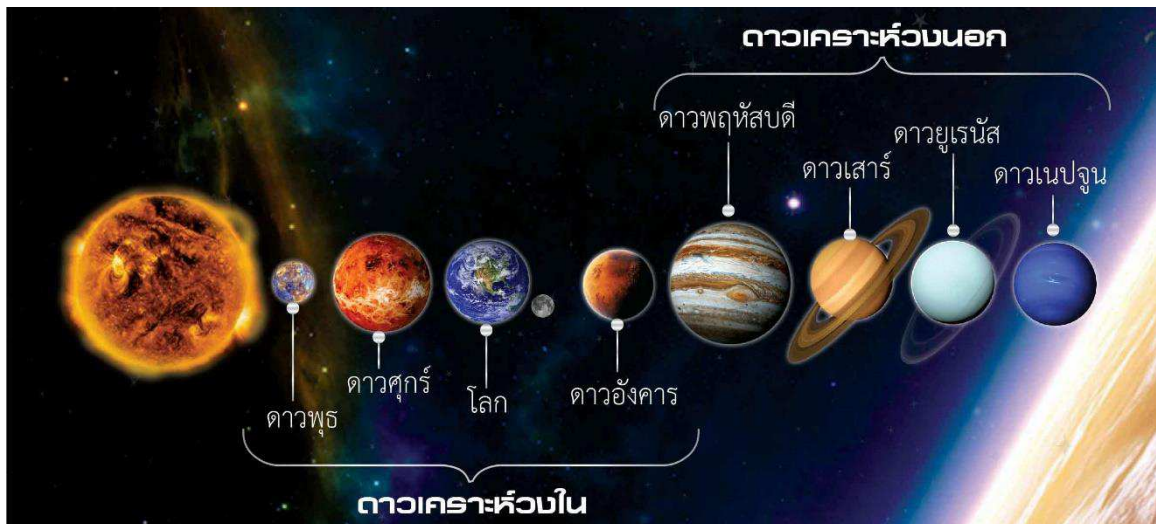 ดาวเคราะห์วงนอก
ดาวพฤหัสบดี
ดาวยูเรนัส
ดาวเสาร์
ดาวเนปจูน
ดาวศุกร์
ดาวอังคาร
โลก
ดาวพุธ
ดาวเคราะห์วงใน